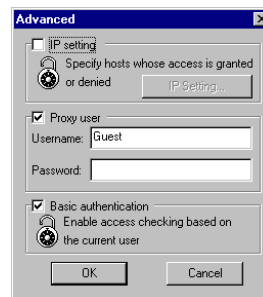 Advanced
IP setting
Specify hosts whose access is granted
or denied
IP Setting...
Proxy user
Username: Guest
Password:
Basic authentication
Enable access checking based on
the current user
OK Cancel